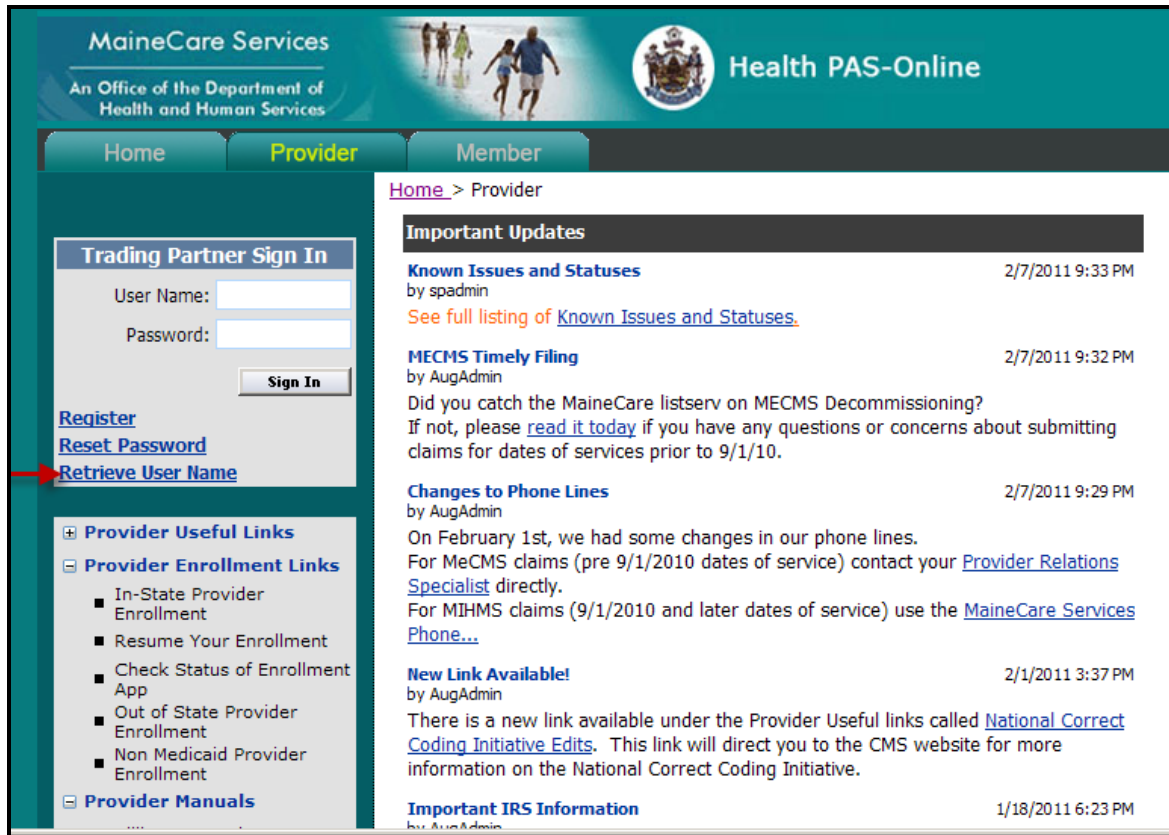 MaineCare Services
An Office of the Department of
Health and Human Services
Health PAS-Online
Home
Provider
Member
Home > Provider
Trading Partner Sign In
User Name:
Password:
Sign In
Register
Reset Password
Retrieve User Name
Provider Useful Links
Provider Enrollment Links
In-State Provider
Enrollment
Resume Your Enrollment
Check Status of Enrollment
App
Out of State Provider
Enrollment
Non Medicaid Provider
Enrollment
Provider Manuals
Important Updates
Known Issues and Statuses 2/7/2011 9:33 PM
by spadmin
See full listing of Known Issues and Statuses.
MECMS Timely Filing 2/7/2011 9:32 PM
by AugAdmin
Did you catch the MaineCare listserv on MECMS Decommissioning?
If not, please read it today if you have any questions or concerns about submitting
claims for dates of services prior to 9/1/10.
Changes to Phone Lines 2/7/2011 9:29 PM
by AugAdmin
On February 1st, we had some changes in our phone lines.
For MeCMS claims (pre 9/1/2010 dates of service) contact your Provider Relations
Specialist directly.
For MIHMS claims (9/1/2010 and later dates of service) use the MaineCare Services
Phone...
New Link Available! 2/1/2011 3:37 PM
by AugAdmin
There is a new link available under the Provider Useful links called National Correct
Coding Initiative Edits. This link will direct you to the CMS website for more
information on the National Correct Coding Initiative.
Important IRS Information 1/18/2011 6:23 PM
by AugAdmin